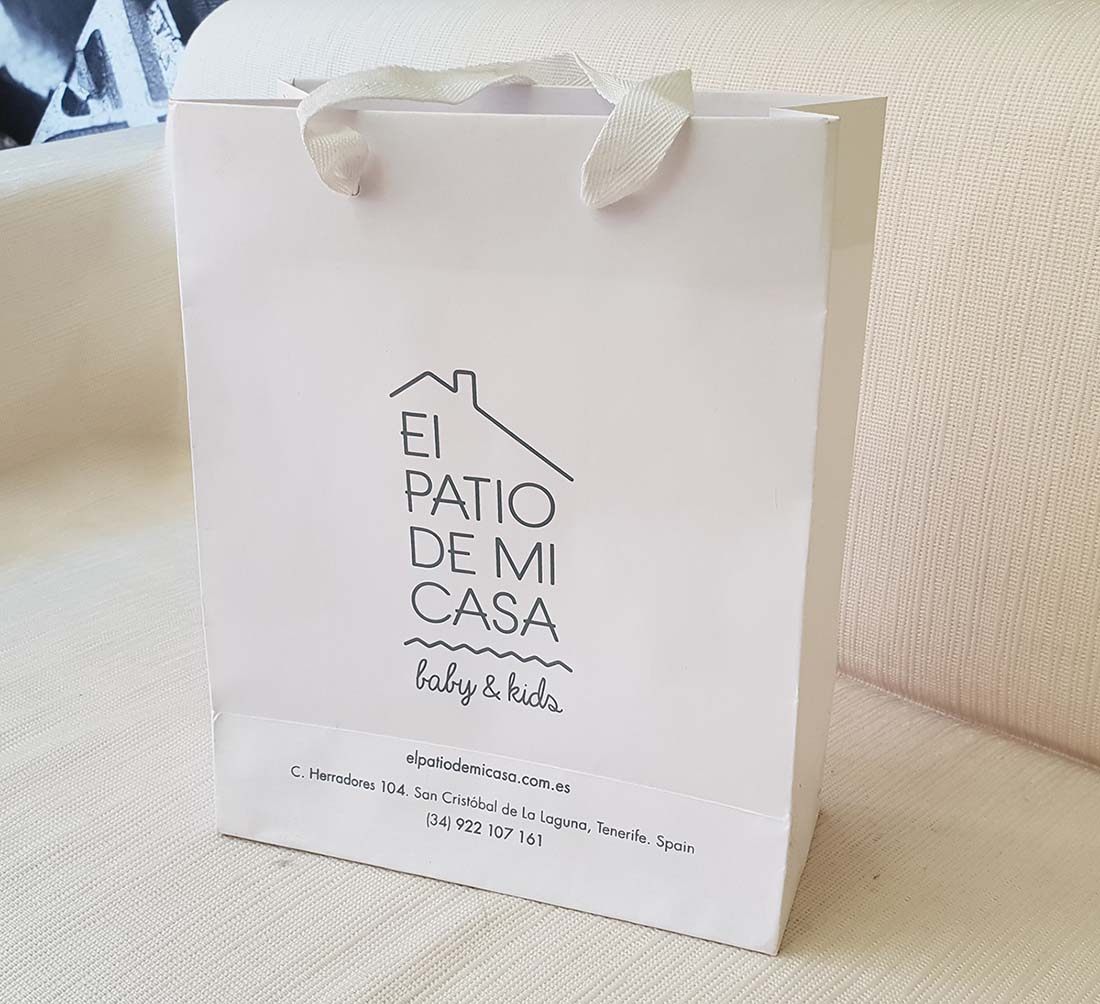 El
PATIO
DE MI
CASA
baby & kids
elpatiodemicasa.com.es
C. Herradores 104. San Cristóbal de La Laguna, Tenerife. Spain
(34) 922 107 161